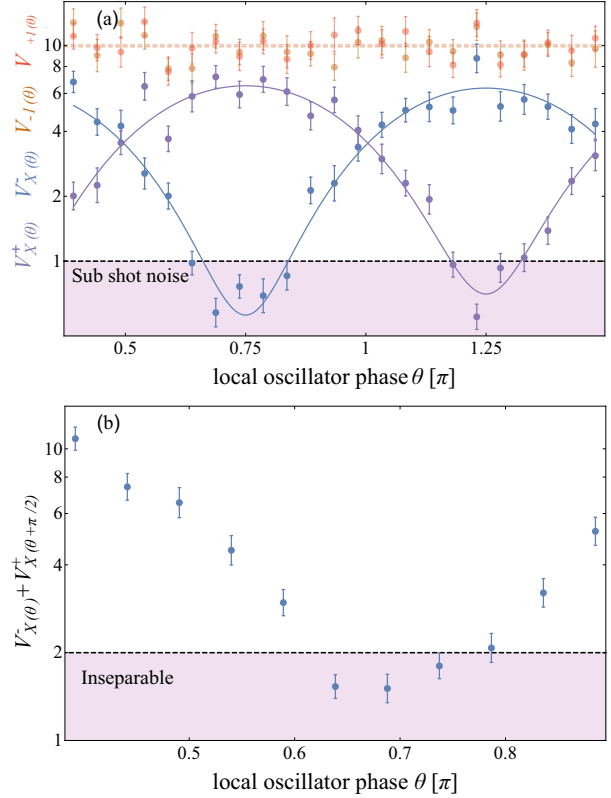 (a)
V₊₁(θ)
V₋₁(θ)
V⁻X(θ)
V⁺X(θ)
10
8
6
4
2
1
Sub shot noise
0.5 0.75 1 1.25
local oscillator phase θ [π]
(b)
V⁻X(θ)+V⁺X(θ+π/2)
10
8
6
4
2
1
Inseparable
0.5 0.6 0.7 0.8
local oscillator phase θ [π]